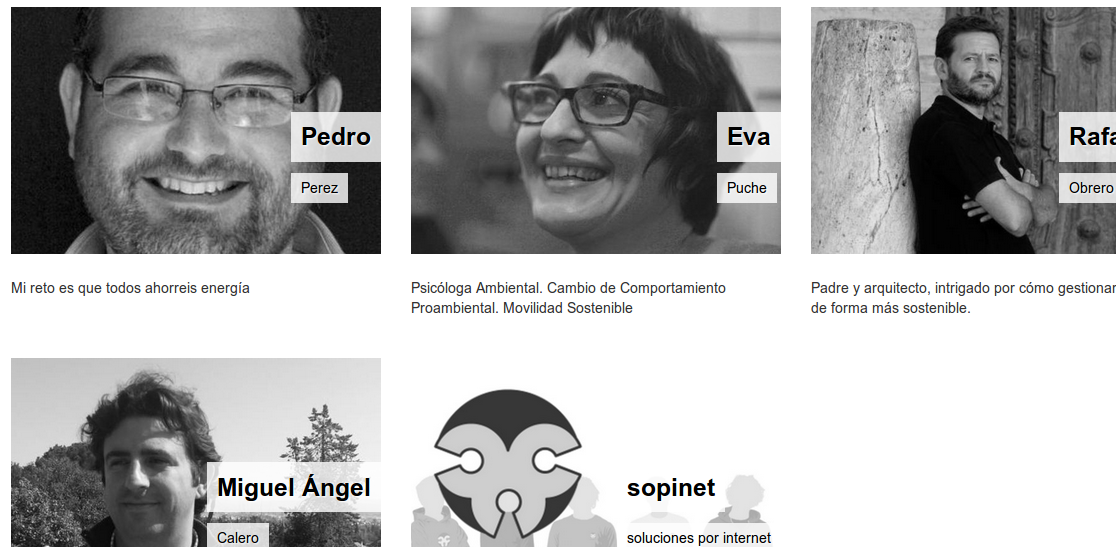 Pedro
Perez
Eva
Puche
Obrero
Mi reto es que todos ahorreis energía
Psicóloga Ambiental. Cambio de Comportamiento
Proambiental. Movilidad Sostenible
Padre y arquitecto, intrigado por cómo gestionar
de forma más sostenible.
Miguel Ángel
Calero
sopinet
soluciones por internet